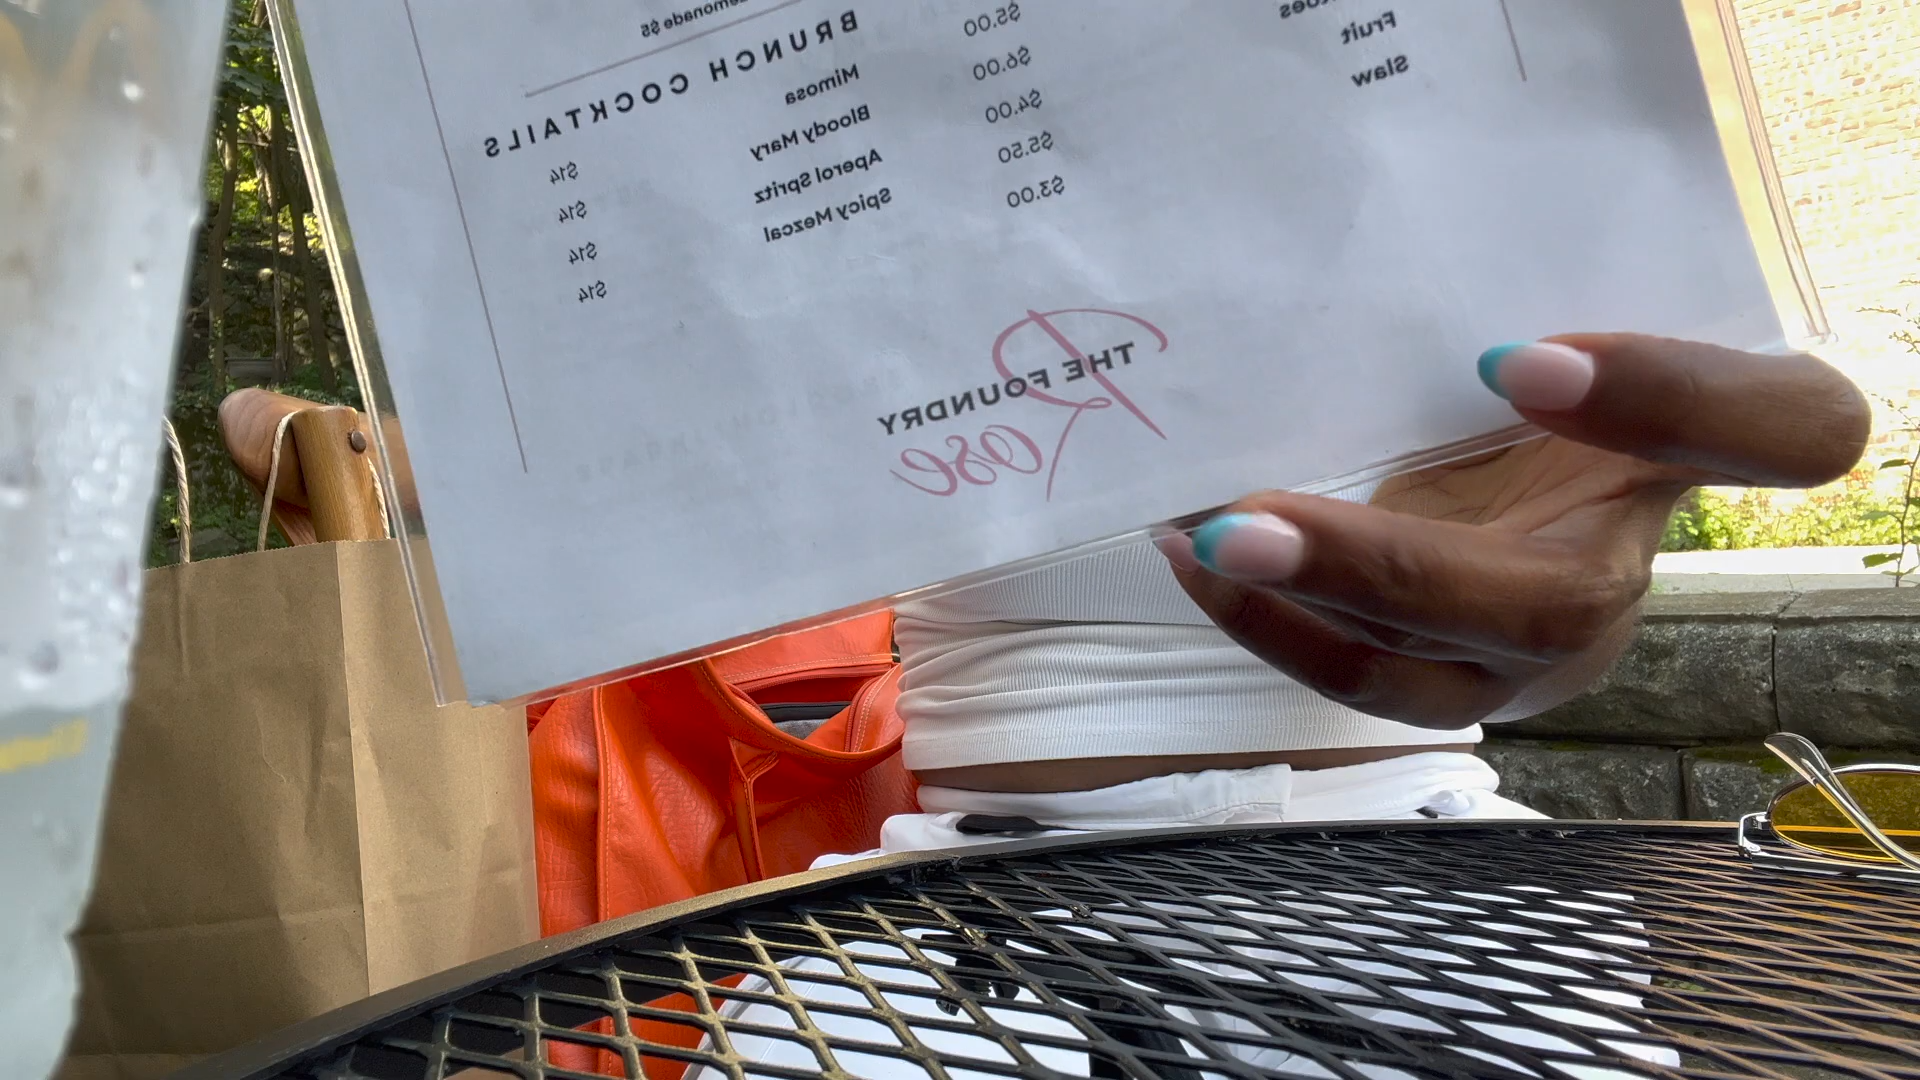 Lemonade $5
BRUNCH COCKTAILS
Mimosa $14
Bloody Mary $14
Aperol Spritz $14
Spicy Mezcal $14
Fruit
Slaw
$5.00
$6.00
$4.00
$5.50
$3.00
THE FOUNDRY
Rose